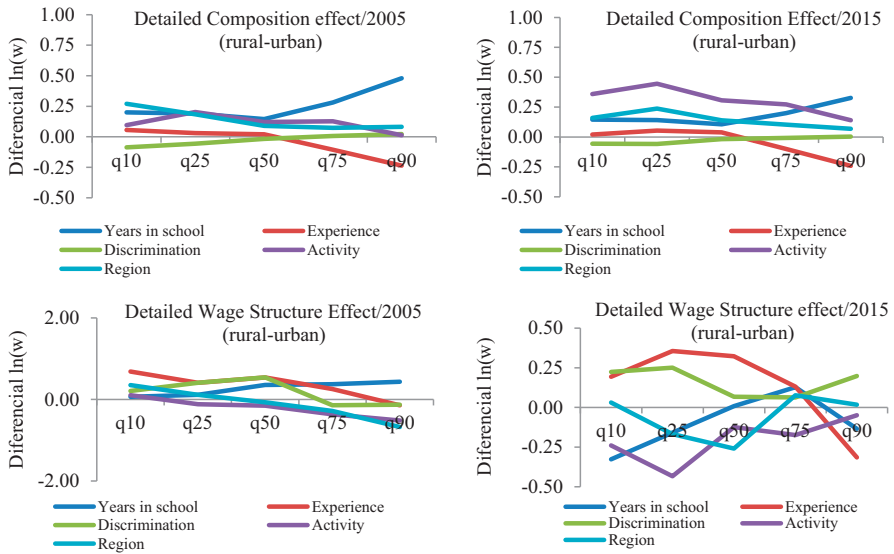 Detailed Composition effect/2005
(rural-urban)
Diferencial ln(w)
1.00
0.75
0.50
0.25
0.00
-0.25
-0.50
q10 q25 q50 q75 q90
Years in school Experience
Discrimination Activity
Region
Detailed Composition Effect/2015
(rural-urban)
Diferencial ln(w)
1.00
0.75
0.50
0.25
0.00
-0.25
-0.50
q10 q25 q50 q75 q90
Years in school Experience
Discrimination Activity
Region
Detailed Wage Structure Effect/2005
(rural-urban)
Diferencial ln(w)
2.00
0.00
-2.00
q10 q25 q50 q75 q90
Years in school Experience
Discrimination Activity
Region
Detailed Wage Structure effect/2015
(rural-urban)
Diferencial ln(w)
0.50
0.25
0.00
-0.25
-0.50
q10 q25 q50 q75 q90
Years in school Experience
Discrimination Activity
Region